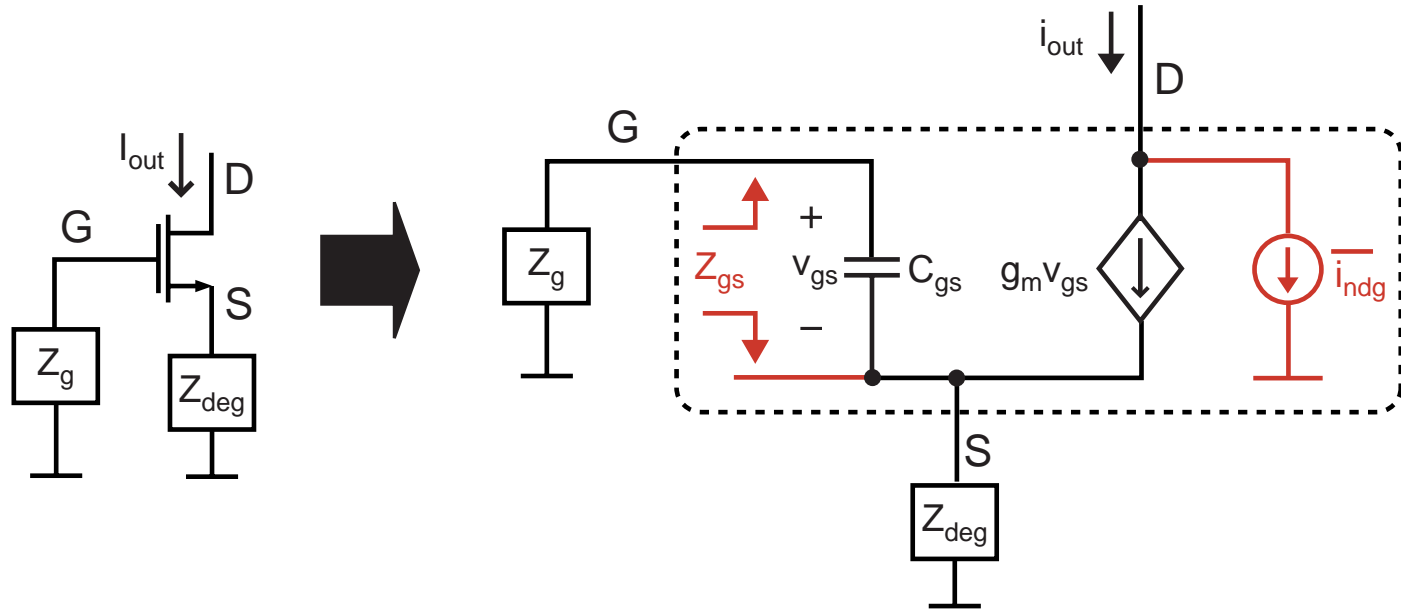 I_out
D
G
S
Z_g
Z_deg
i_out
D
G
Z_g
Z_gs
+
v_gs
−
C_gs
g_m v_gs
i_ndg
S
Z_deg